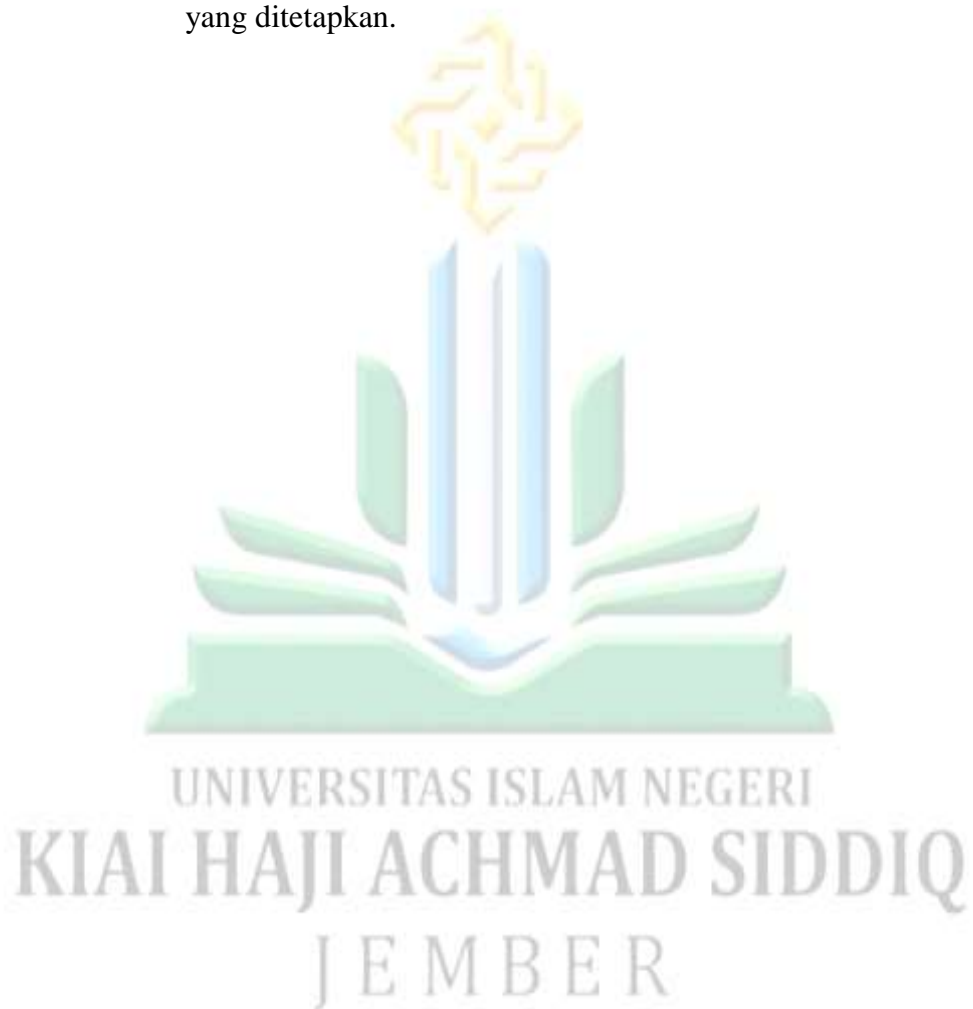 yang ditetapkan.
UNIVERSITAS ISLAM NEGERI
KIAI HAJI ACHMAD SIDDIQ
JEMBER